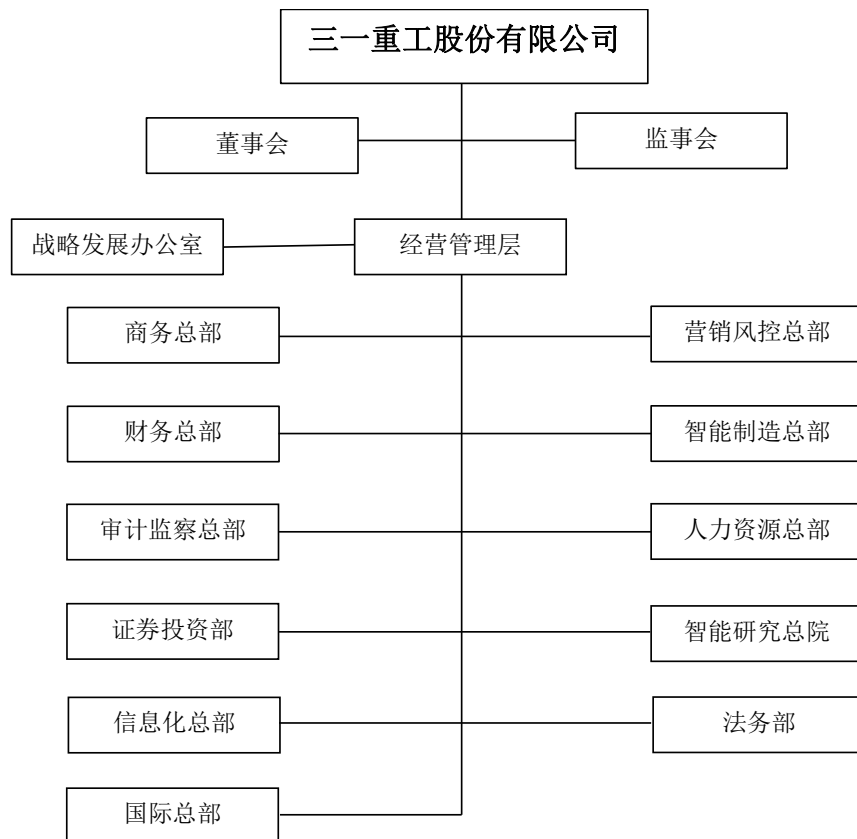 三一重工股份有限公司
董事会
监事会
战略发展办公室
经营管理层
商务总部
营销风控总部
财务总部
智能制造总部
审计监察总部
人力资源总部
证券投资部
智能研究总院
信息化总部
法务部
国际总部